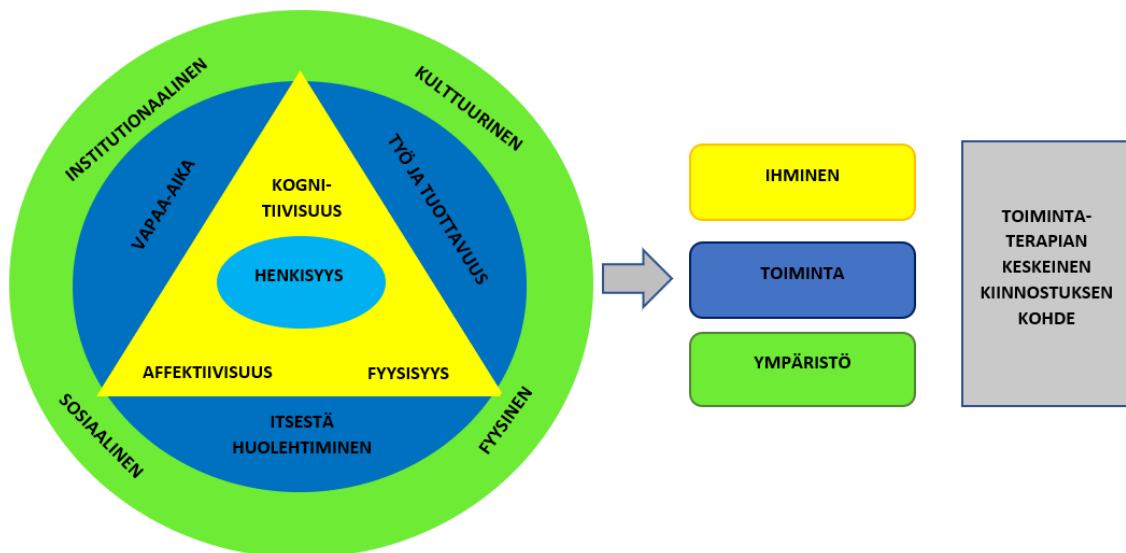 INSTITUTIONAALINEN
KULTTUURINEN
VAPAA-AIKA
TYÖ JA TUOTTAVUUS
KOGNI-
TIIVISUUS
HENKISYYS
AFFEKTIIVISUUS
FYYSISYYS
ITSESTÄ
HUOLEHTIMINEN
SOSIAALINEN
FYYSINEN
IHMINEN
TOIMINTA
YMPÄRISTÖ
TOIMINTA-
TERAPIAN
KESKEINEN
KIINNOSTUKSEN
KOHDE